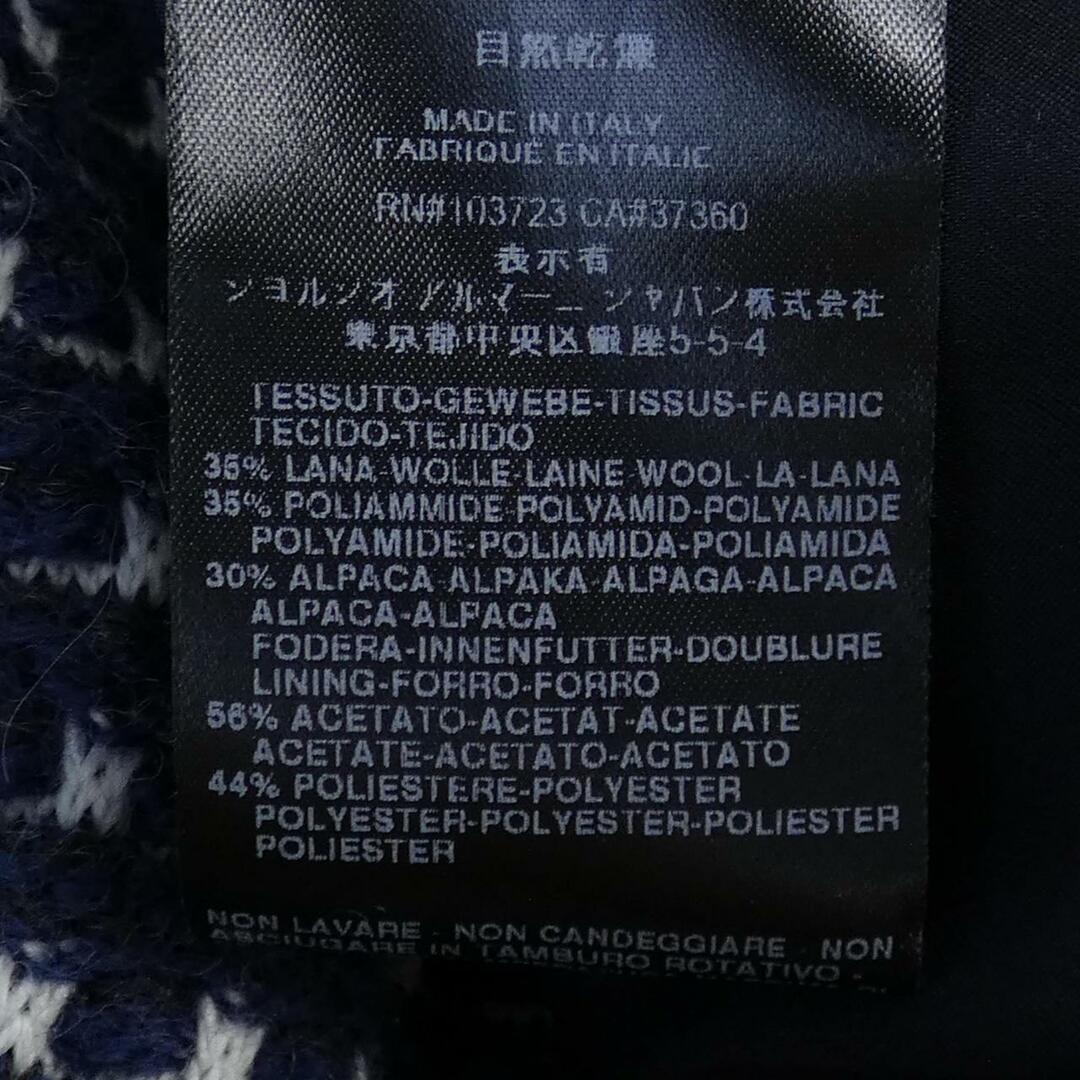 自然乾燥
MADE IN ITALY
FABRIQUE EN ITALIE
RN#103723 CA#37360
表示有
ジョルジオ アルマーニ ジャパン株式会社
東京都中央区銀座5-5-4
TESSUTO-GEWEBE-TISSUS-FABRIC
TECIDO-TEJIDO
35% LANA-WOLLE-LAINE-WOOL-LA-LANA
35% POLIAMMIDE-POLYAMID-POLYAMIDE
POLYAMIDE-POLIAMIDA-POLIAMIDA
30% ALPACA-ALPAKA-ALPAGA-ALPACA
ALPACA-ALPACA
FODERA-INNENFUTTER-DOUBLURE
LINING-FORRO-FORRO
56% ACETATO-ACETAT-ACETATE
ACETATE-ACETATO-ACETATO
44% POLIESTERE-POLYESTER
POLYESTER-POLYESTER-POLIESTER
POLIESTER
NON LAVARE - NON CANDEGGIARE - NON
ASCIUGARE IN TAMBURO ROTATIVO -